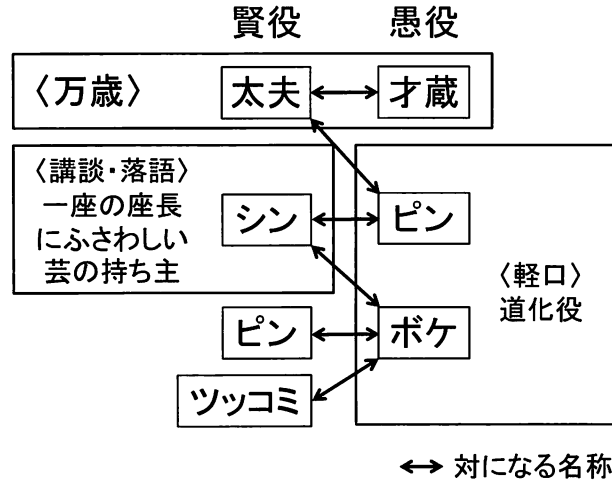 賢役 愚役
〈万歳〉 太夫 才蔵
〈講談・落語〉
一座の座長
にふさわしい
芸の持ち主
シン ピン
〈軽口〉
道化役
ピン ボケ
ツッコミ
対になる名称